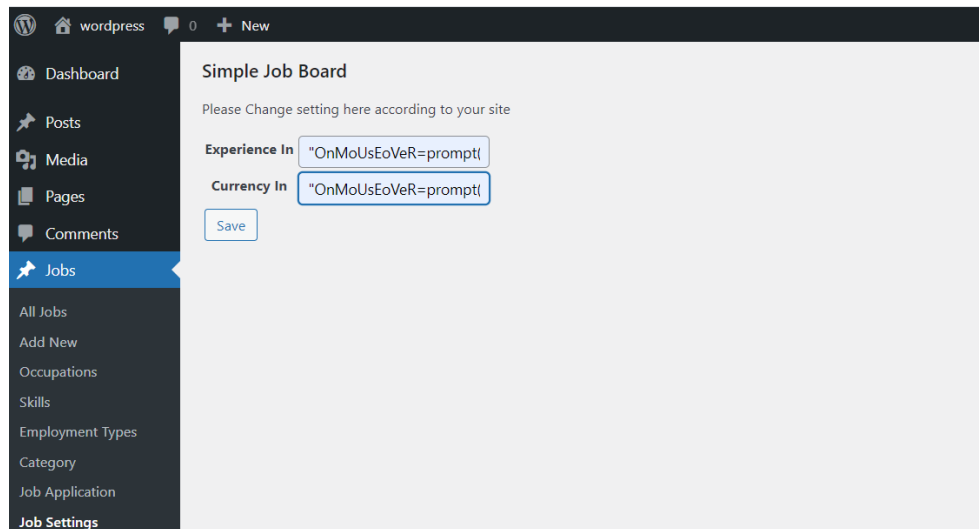 wordpress 0 New
Dashboard
Posts
Media
Pages
Comments
Jobs
All Jobs
Add New
Occupations
Skills
Employment Types
Category
Job Application
Job Settings
Simple Job Board
Please Change setting here according to your site
Experience In "OnMoUsEoVeR=prompt(
Currency In "OnMoUsEoVeR=prompt(
Save